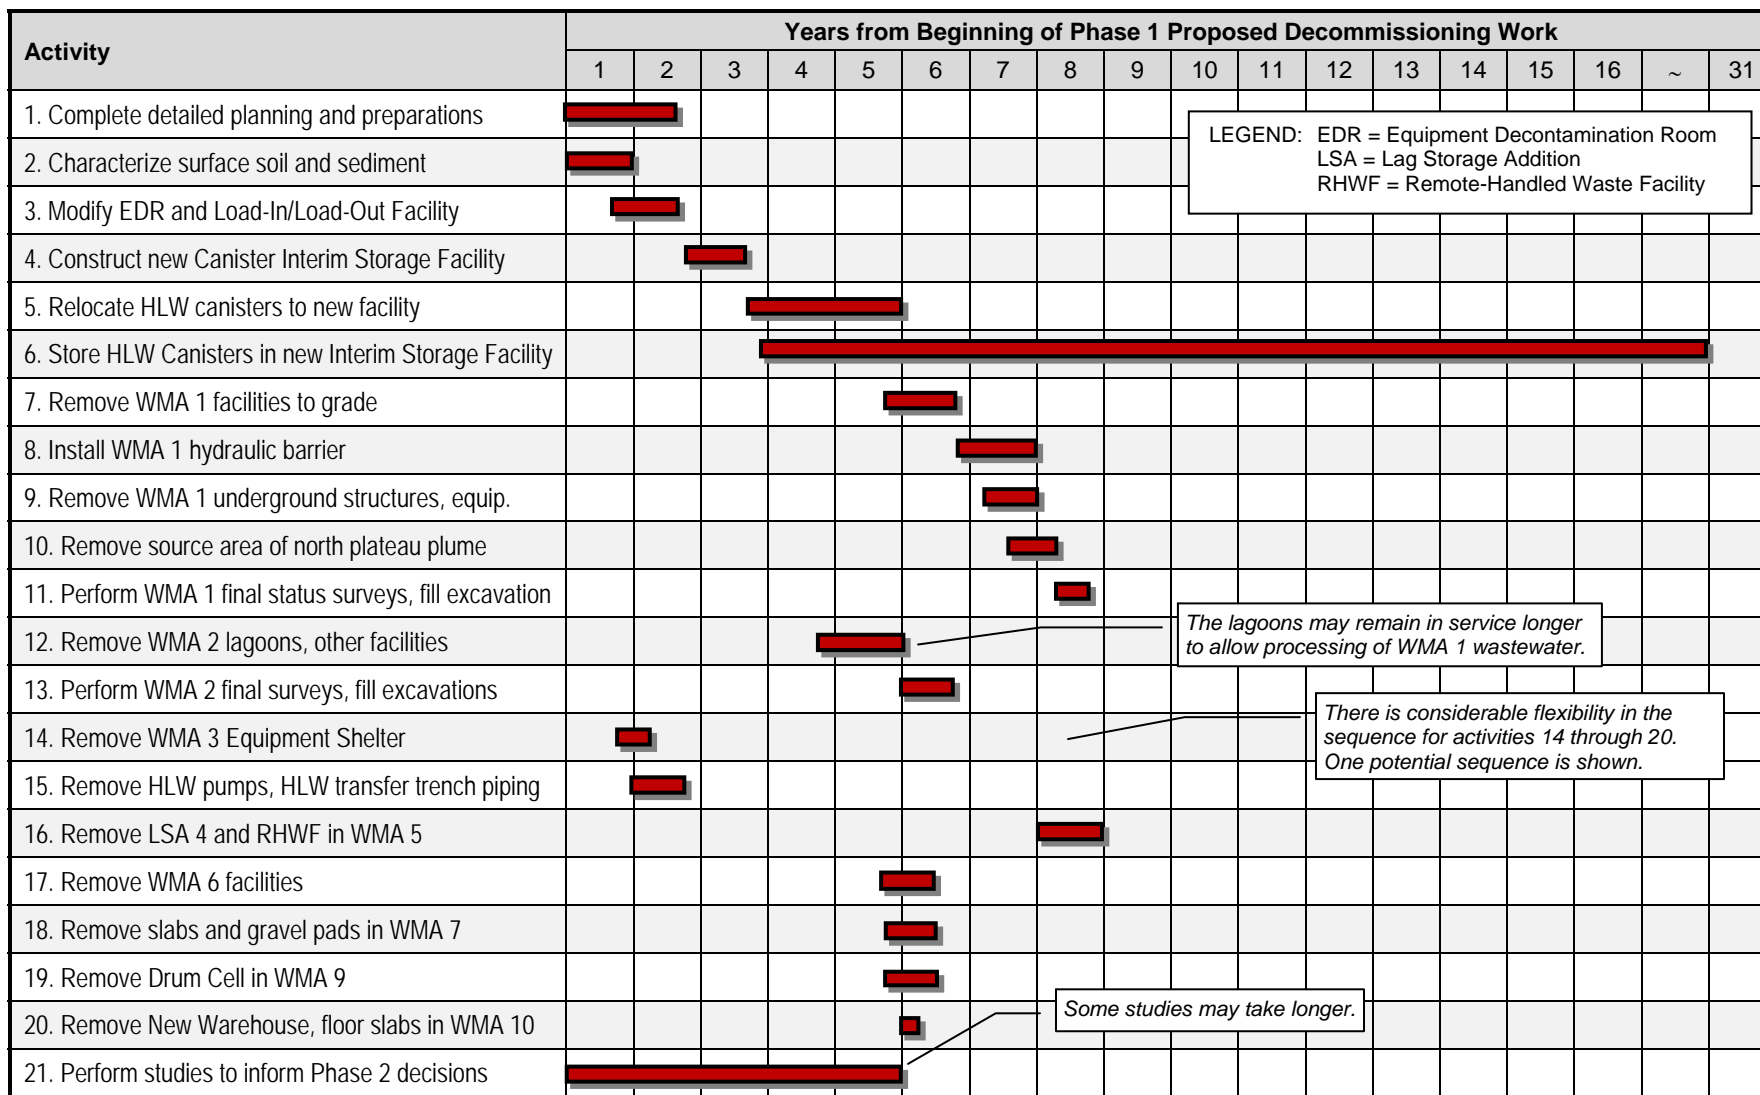 Activity
Years from Beginning of Phase 1 Proposed Decommissioning Work
1 2 3 4 5 6 7 8 9 10 11 12 13 14 15 16 ~ 31
1. Complete detailed planning and preparations
LEGEND: EDR = Equipment Decontamination Room
LSA = Lag Storage Addition
RHWF = Remote-Handled Waste Facility
2. Characterize surface soil and sediment
3. Modify EDR and Load-In/Load-Out Facility
4. Construct new Canister Interim Storage Facility
5. Relocate HLW canisters to new facility
6. Store HLW Canisters in new Interim Storage Facility
7. Remove WMA 1 facilities to grade
8. Install WMA 1 hydraulic barrier
9. Remove WMA 1 underground structures, equip.
10. Remove source area of north plateau plume
11. Perform WMA 1 final status surveys, fill excavation
12. Remove WMA 2 lagoons, other facilities
The lagoons may remain in service longer
to allow processing of WMA 1 wastewater.
13. Perform WMA 2 final surveys, fill excavations
14. Remove WMA 3 Equipment Shelter
There is considerable flexibility in the
sequence for activities 14 through 20.
One potential sequence is shown.
15. Remove HLW pumps, HLW transfer trench piping
16. Remove LSA 4 and RHWF in WMA 5
17. Remove WMA 6 facilities
18. Remove slabs and gravel pads in WMA 7
19. Remove Drum Cell in WMA 9
20. Remove New Warehouse, floor slabs in WMA 10
Some studies may take longer.
21. Perform studies to inform Phase 2 decisions